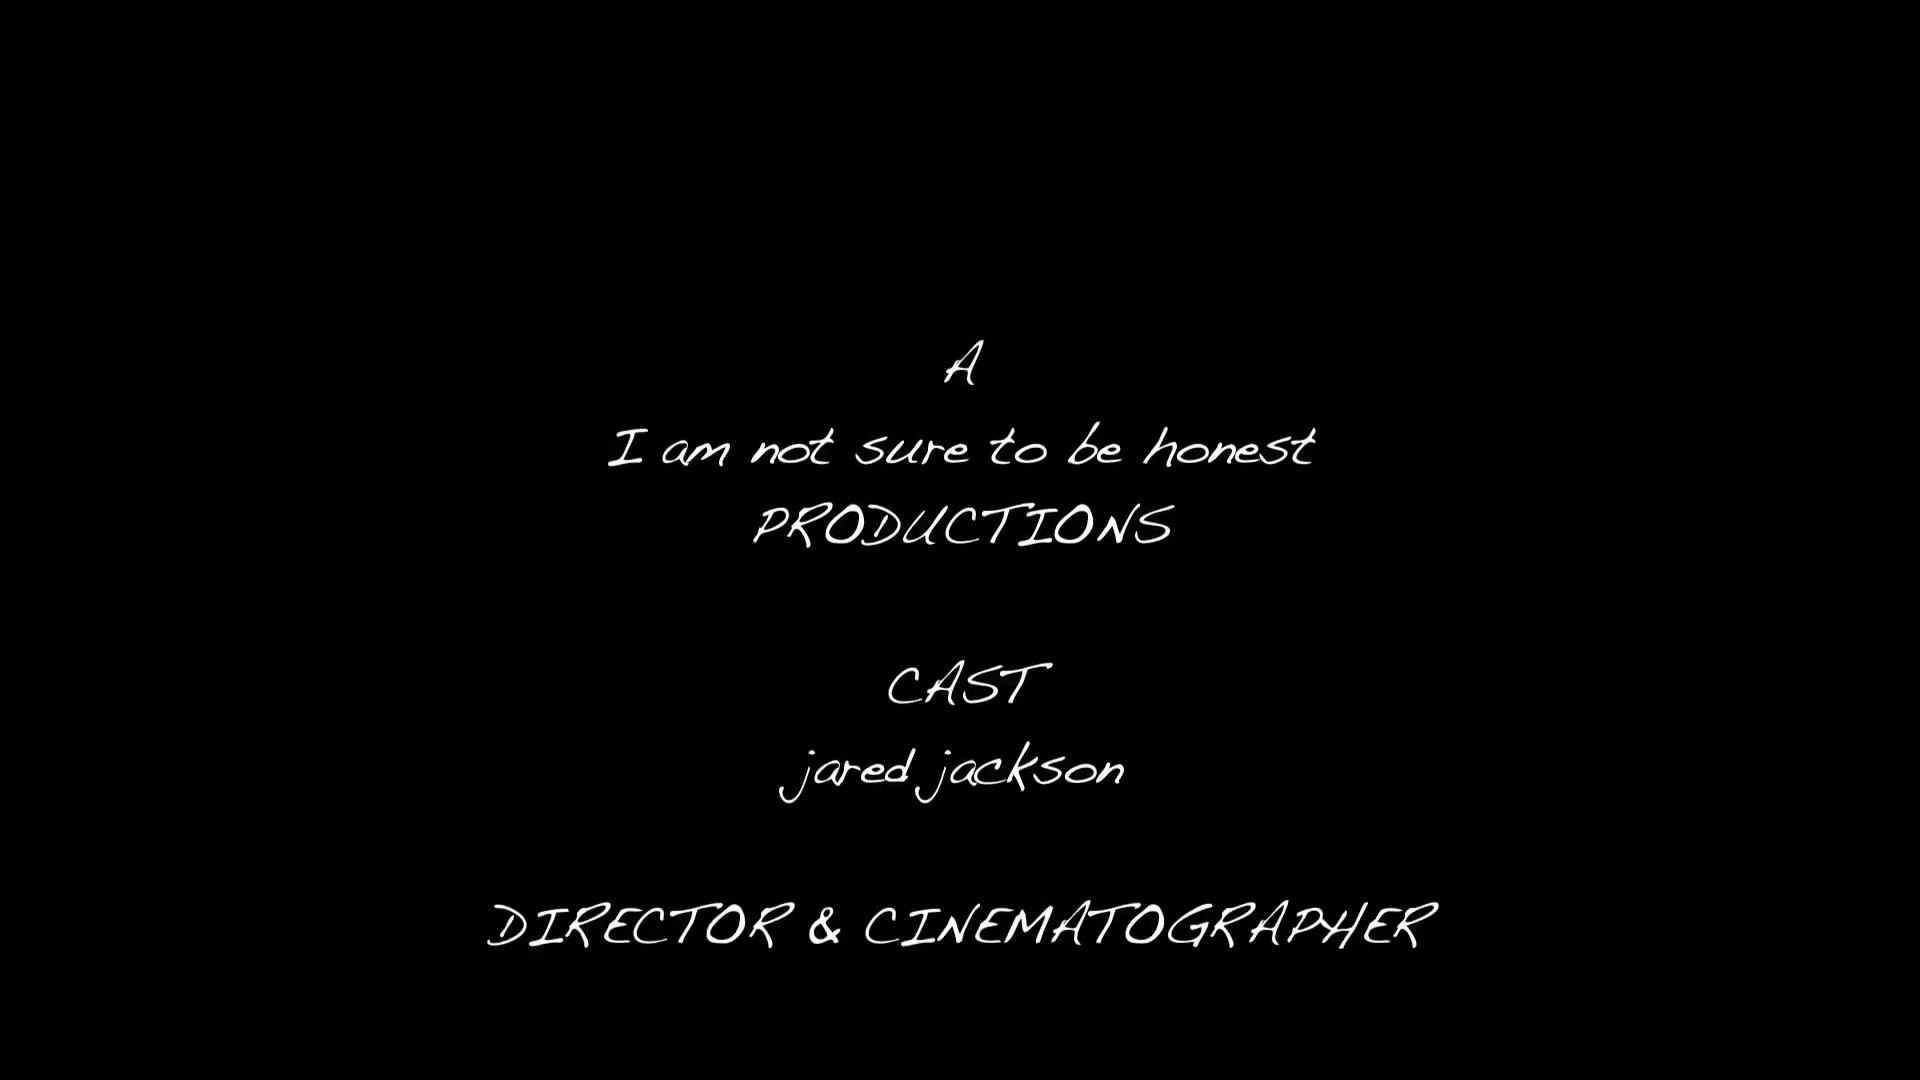 A
I am not sure to be honest
PRODUCTIONS
CAST
jared jackson
DIRECTOR & CINEMATOGRAPHER